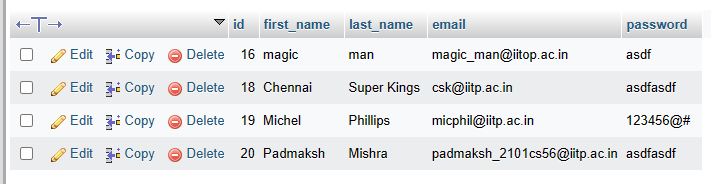 id first_name last_name email password
Edit Copy Delete 16 magic man magic_man@iitop.ac.in asdf
Edit Copy Delete 18 Chennai Super Kings csk@iitp.ac.in asdfasdf
Edit Copy Delete 19 Michel Phillips micphil@iitp.ac.in 123456@#
Edit Copy Delete 20 Padmaksh Mishra padmaksh_2101cs56@iitp.ac.in asdfasdf